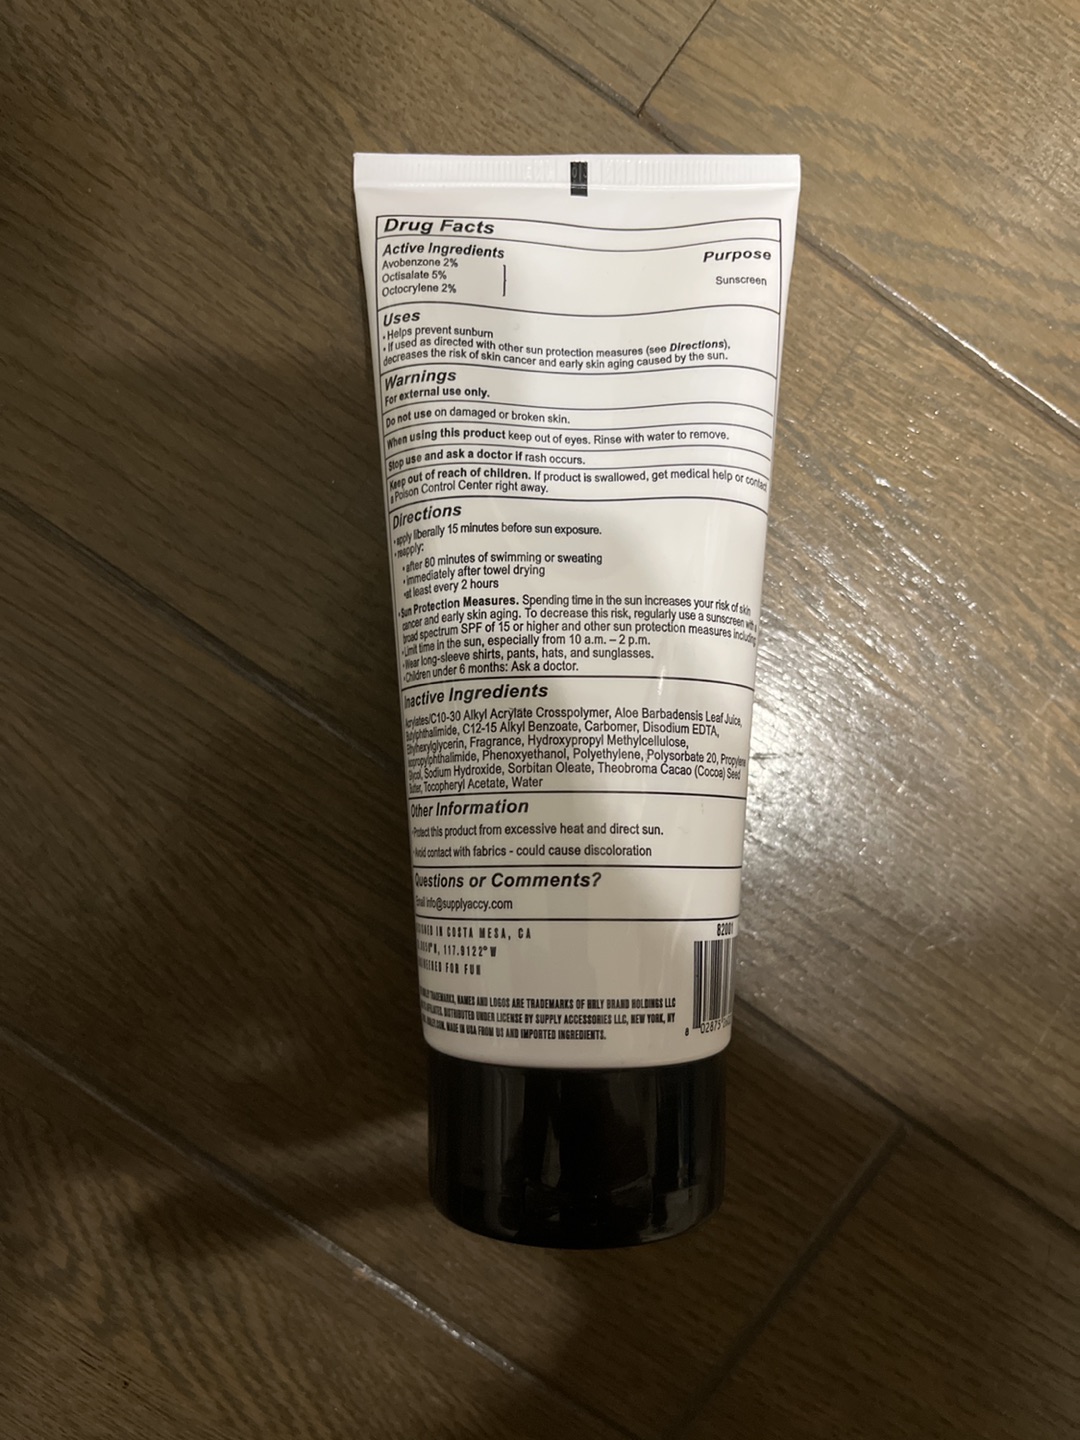 Drug Facts
Active Ingredients
Purpose
Avobenzone 2%
Octisalate 5%
Octocrylene 2%
Sunscreen
Uses
• Helps prevent sunburn
• If used as directed with other sun protection measures (see Directions),
decreases the risk of skin cancer and early skin aging caused by the sun.
Warnings
For external use only.
Do not use on damaged or broken skin.
When using this product keep out of eyes. Rinse with water to remove.
Stop use and ask a doctor if rash occurs.
Keep out of reach of children. If product is swallowed, get medical help or contact
a Poison Control Center right away.
Directions
• apply liberally 15 minutes before sun exposure.
• reapply:
• after 80 minutes of swimming or sweating
• immediately after towel drying
• at least every 2 hours
• Sun Protection Measures. Spending time in the sun increases your risk of skin
cancer and early skin aging. To decrease this risk, regularly use a sunscreen with a
broad spectrum SPF of 15 or higher and other sun protection measures including
• Limit time in the sun, especially from 10 a.m. – 2 p.m.
• Wear long-sleeve shirts, pants, hats, and sunglasses.
• Children under 6 months: Ask a doctor.
Inactive Ingredients
Acrylates/C10-30 Alkyl Acrylate Crosspolymer, Aloe Barbadensis Leaf Juice,
Butylphthalimide, C12-15 Alkyl Benzoate, Carbomer, Disodium EDTA,
Ethylhexylglycerin, Fragrance, Hydroxypropyl Methylcellulose,
Isopropylphthalimide, Phenoxyethanol, Polyethylene, Polysorbate 20, Propylene
Glycol, Sodium Hydroxide, Sorbitan Oleate, Theobroma Cacao (Cocoa) Seed
Butter, Tocopheryl Acetate, Water
Other Information
• Protect this product from excessive heat and direct sun.
• Avoid contact with fabrics - could cause discoloration
Questions or Comments?
Email info@supplyaccy.com
IN COSTA MESA, CA
82001
117.9122° W
FOR FUN
TRADEMARKS, NAMES AND LOGOS ARE TRADEMARKS OF HRLY BRAND HOLDINGS LLC
AFFILIATES. DISTRIBUTED UNDER LICENSE BY SUPPLY ACCESSORIES LLC, NEW YORK, NY
MADE IN USA FROM US AND IMPORTED INGREDIENTS.
8 02875